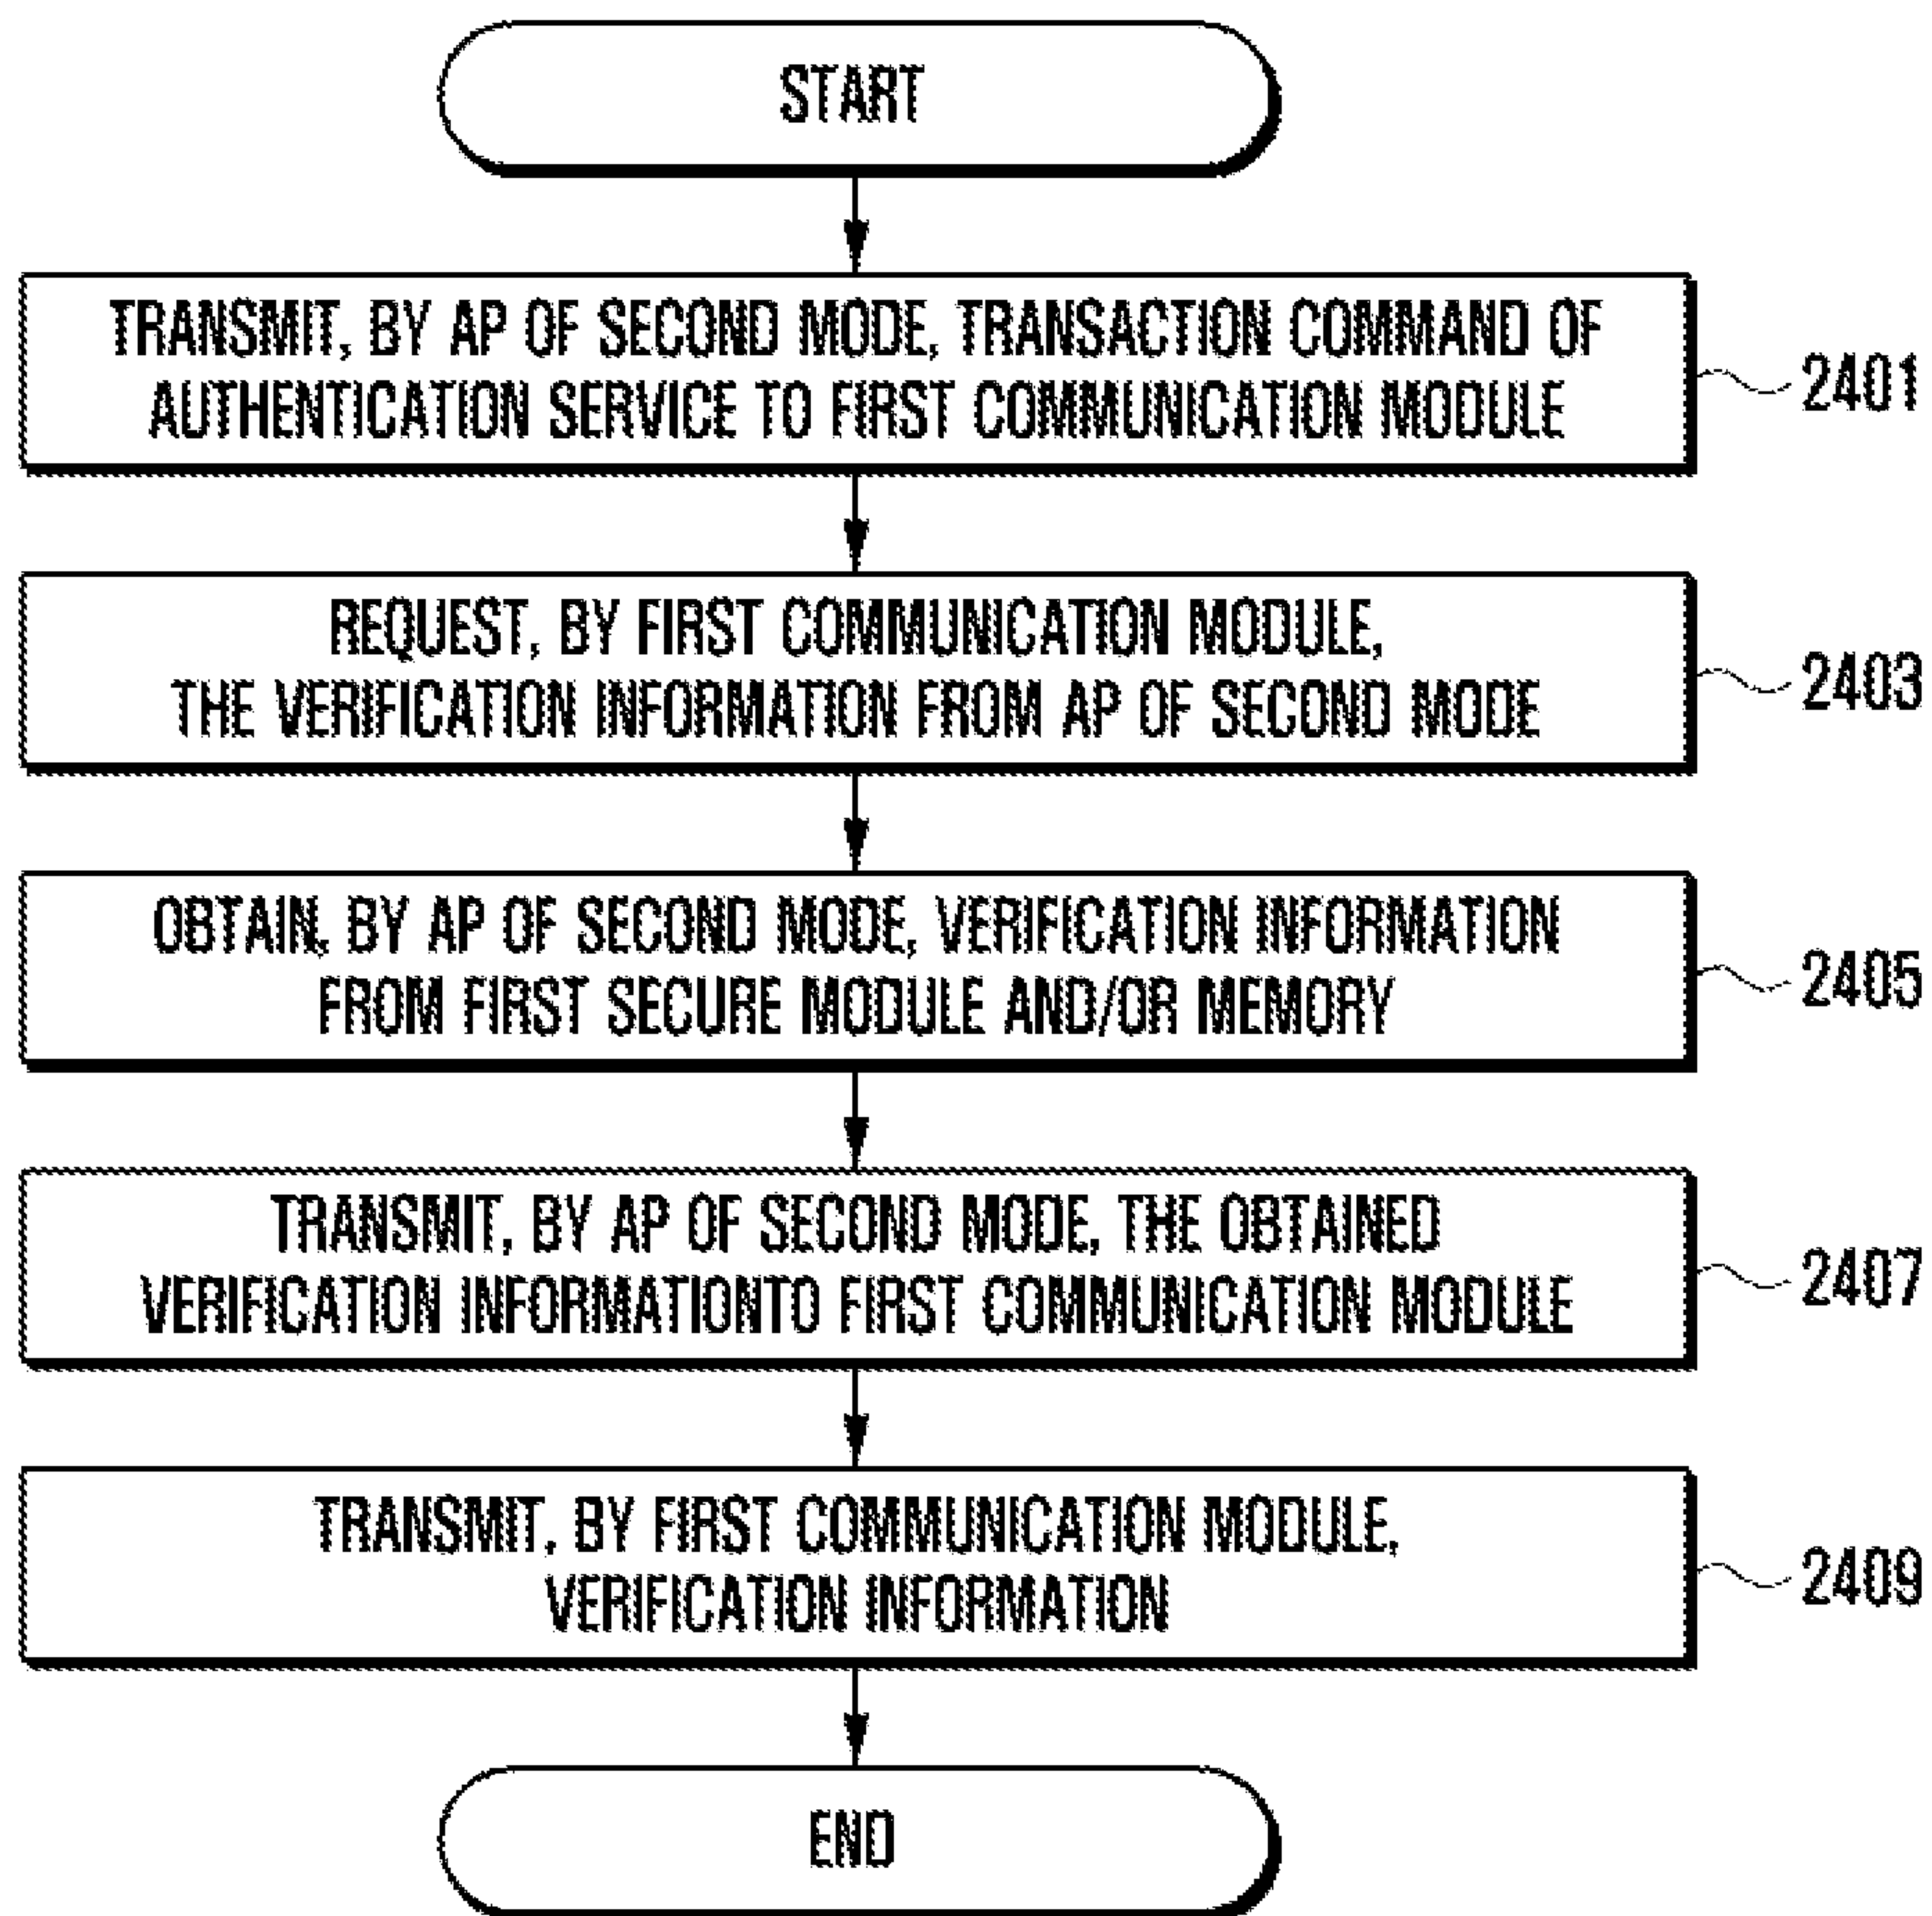 START
TRANSMIT, BY AP OF SECOND MODE, TRANSACTION COMMAND OF
AUTHENTICATION SERVICE TO FIRST COMMUNICATION MODULE
2401
REQUEST, BY FIRST COMMUNICATION MODULE,
THE VERIFICATION INFORMATION FROM AP OF SECOND MODE
2403
OBTAIN, BY AP OF SECOND MODE, VERIFICATION INFORMATION
FROM FIRST SECURE MODULE AND/OR MEMORY
2405
TRANSMIT, BY AP OF SECOND MODE, THE OBTAINED
VERIFICATION INFORMATIONTO FIRST COMMUNICATION MODULE
2407
TRANSMIT, BY FIRST COMMUNICATION MODULE,
VERIFICATION INFORMATION
2409
END